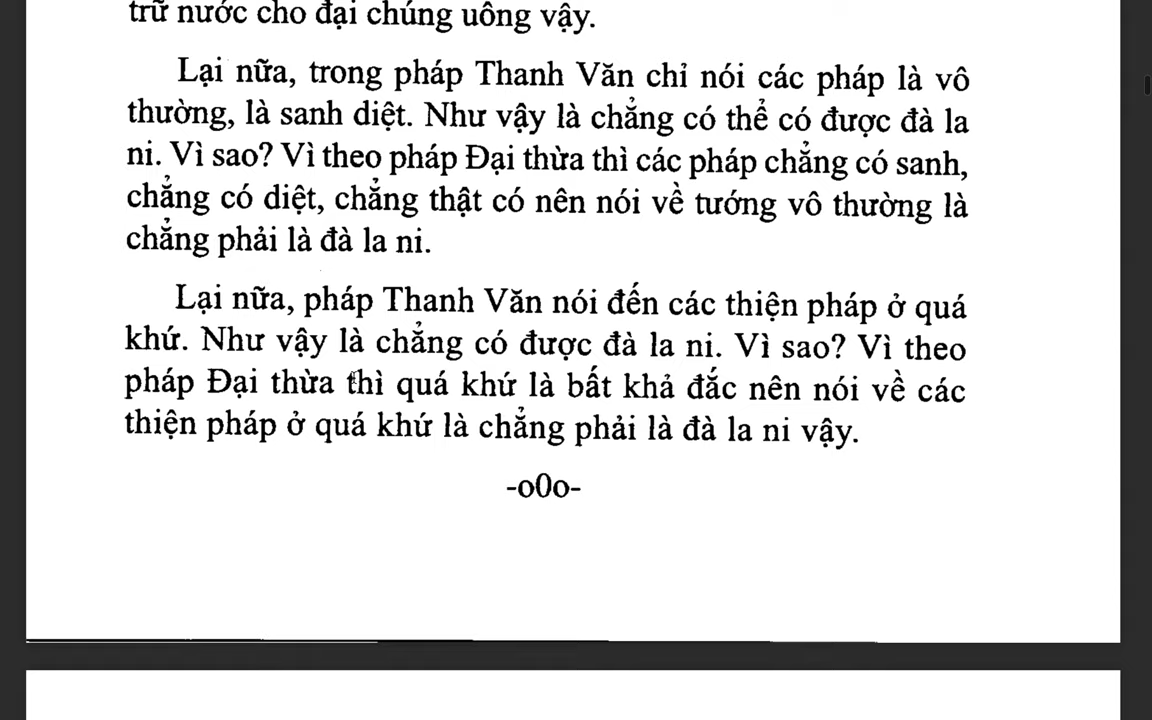 trữ nước cho đại chúng uông vậy.
Lại nữa, trong pháp Thanh Văn chỉ nói các pháp là vô
thường, là sanh diệt. Như vậy là chẳng có thể có được đà la
ni. Vì sao? Vì theo pháp Đại thừa thì các pháp chẳng có sanh,
chẳng có diệt, chẳng thật có nên nói về tướng vô thường là
chẳng phải là đà la ni.
Lại nữa, pháp Thanh Văn nói đến các thiện pháp ở quá
khứ. Như vậy là chẳng có được đà la ni. Vì sao? Vì theo
pháp Đại thừa thì quá khứ là bất khả đắc nên nói về các
thiện pháp ở quá khứ là chẳng phải là đà la ni vậy.
-o0o-